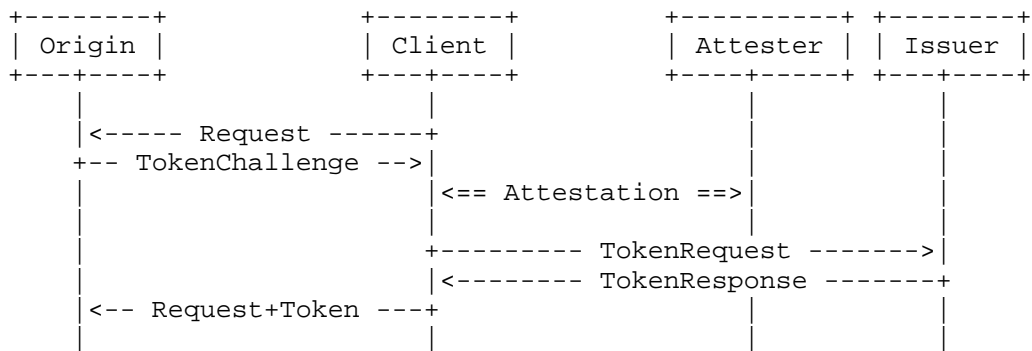 Origin Client Attester Issuer
Request
TokenChallenge
Attestation
TokenRequest
TokenResponse
Request+Token